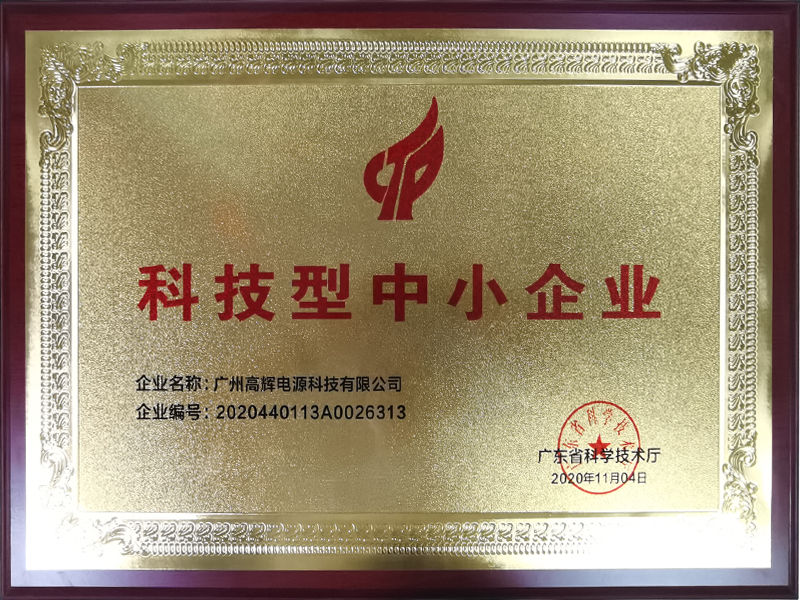 科技型中小企业
企业名称：广州高辉电源科技有限公司
企业编号：2020440113A0026313
广东省科学技术厅
2020年11月04日